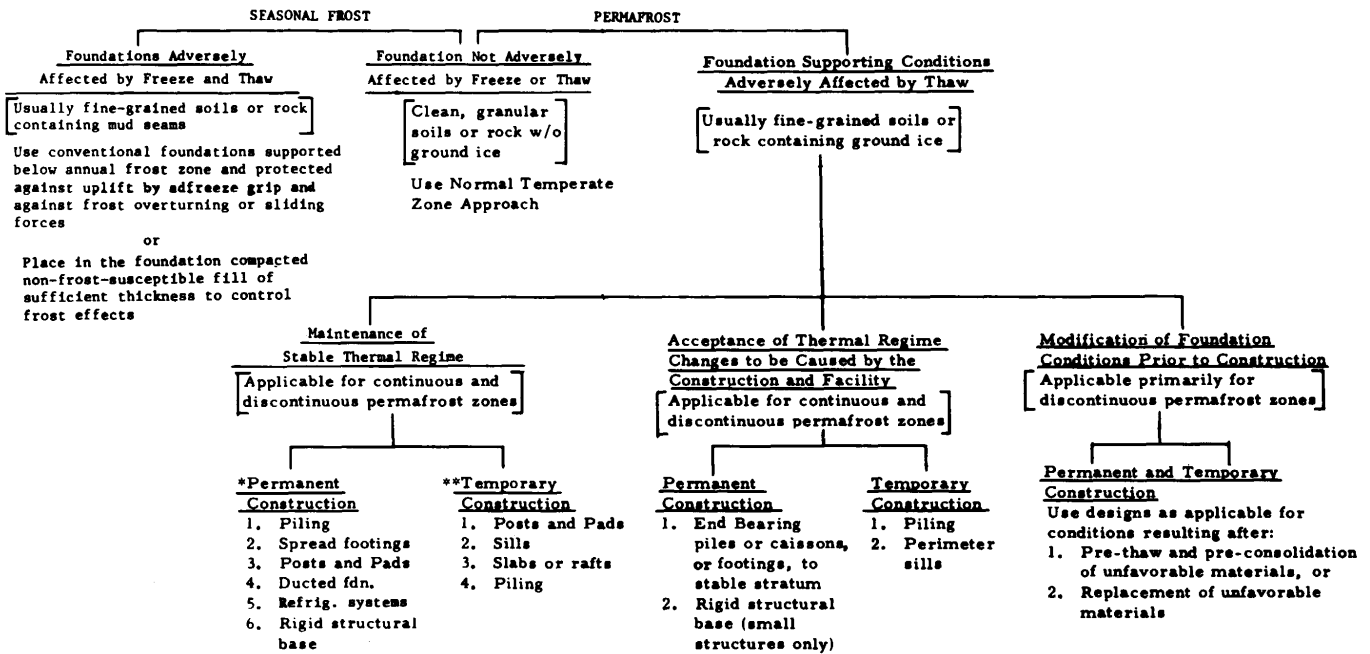 SEASONAL FROST
PERMAFROST
Foundations Adversely
Affected by Freeze and Thaw
Usually fine-grained soils or rock
containing mud seams
Use conventional foundations supported
below annual frost zone and protected
against uplift by adfreeze grip and
against frost overturning or sliding
forces
or
Place in the foundation compacted
non-frost-susceptible fill of
sufficient thickness to control
frost effects
Foundation Not Adversely
Affected by Freeze or Thaw
Clean, granular
soils or rock w/o
ground ice
Use Normal Temperate
Zone Approach
Foundation Supporting Conditions
Adversely Affected by Thaw
Usually fine-grained soils or
rock containing ground ice
Maintenance of
Stable Thermal Regime
Applicable for continuous and
discontinuous permafrost zones
*Permanent
Construction
1. Piling
2. Spread footings
3. Posts and Pads
4. Ducted fdn.
5. Refrig. systems
6. Rigid structural
base
**Temporary
Construction
1. Posts and Pads
2. Sills
3. Slabs or rafts
4. Piling
Acceptance of Thermal Regime
Changes to be Caused by the
Construction and Facility
Applicable for continuous and
discontinuous permafrost zones
Permanent
Construction
1. End Bearing
piles or caissons,
or footings, to
stable stratum
2. Rigid structural
base (small
structures only)
Temporary
Construction
1. Piling
2. Perimeter
sills
Modification of Foundation
Conditions Prior to Construction
Applicable primarily for
discontinuous permafrost zones
Permanent and Temporary
Construction
Use designs as applicable for
conditions resulting after:
1. Pre-thaw and pre-consolidation
of unfavorable materials, or
2. Replacement of unfavorable
materials